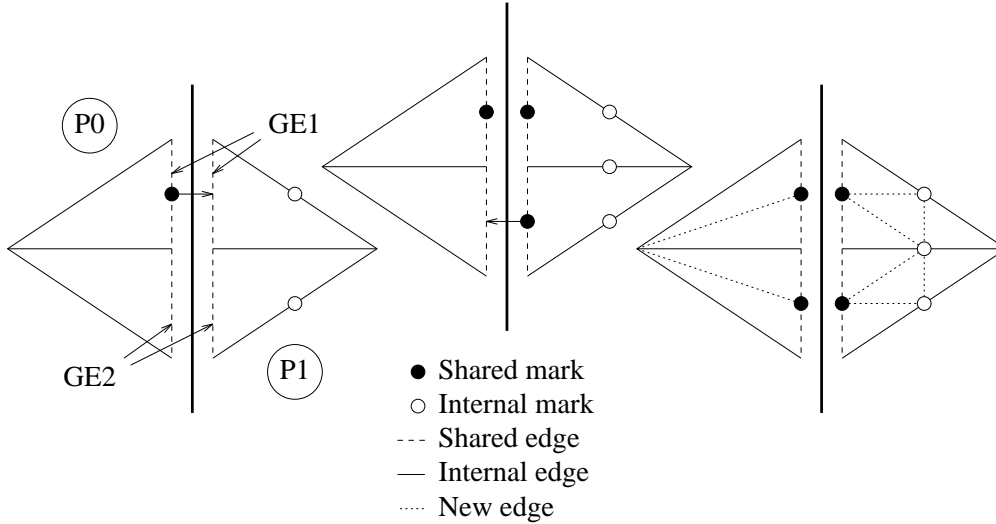 P0
GE1
GE2
P1
Shared mark
Internal mark
Shared edge
Internal edge
New edge